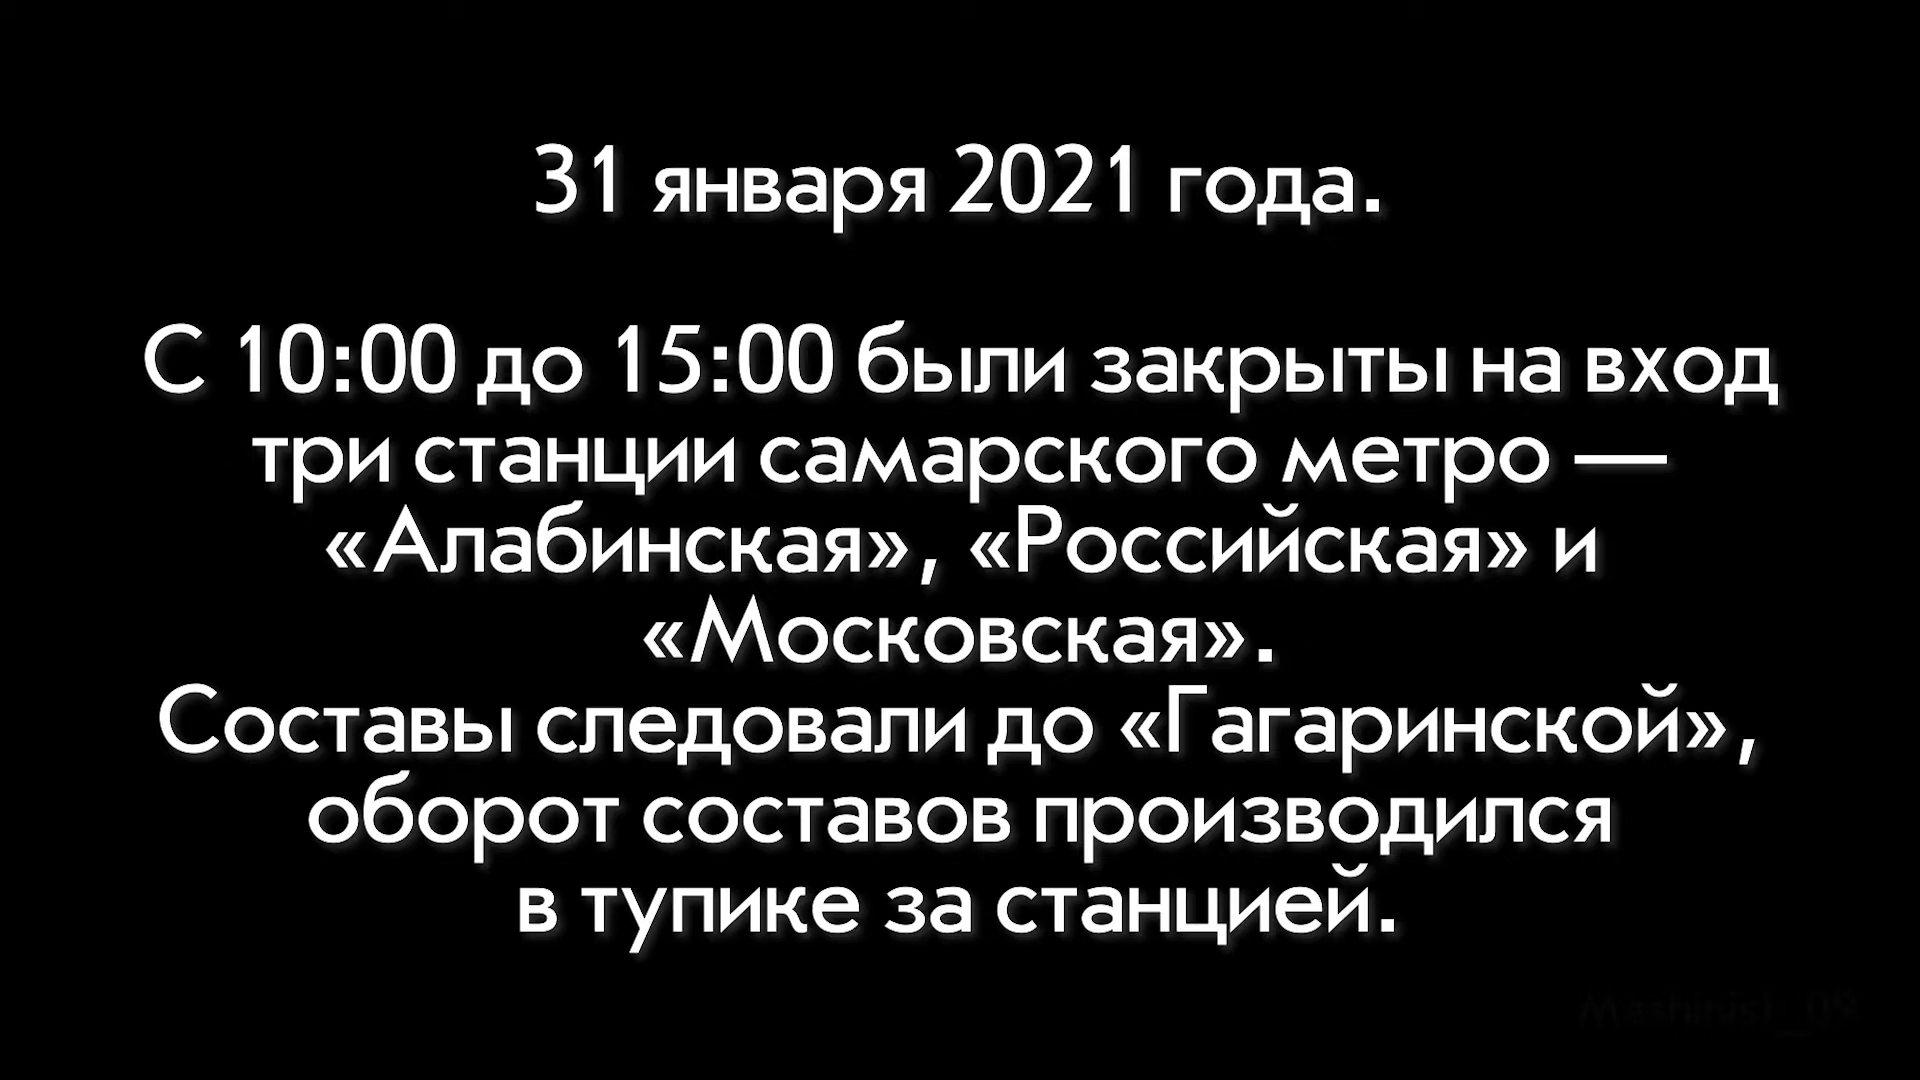 31 января 2021 года.
С 10:00 до 15:00 были закрыты на вход
три станции самарского метро —
«Алабинская», «Российская» и
«Московская».
Составы следовали до «Гагаринской»,
оборот составов производился
в тупике за станцией.
Mashinist_09